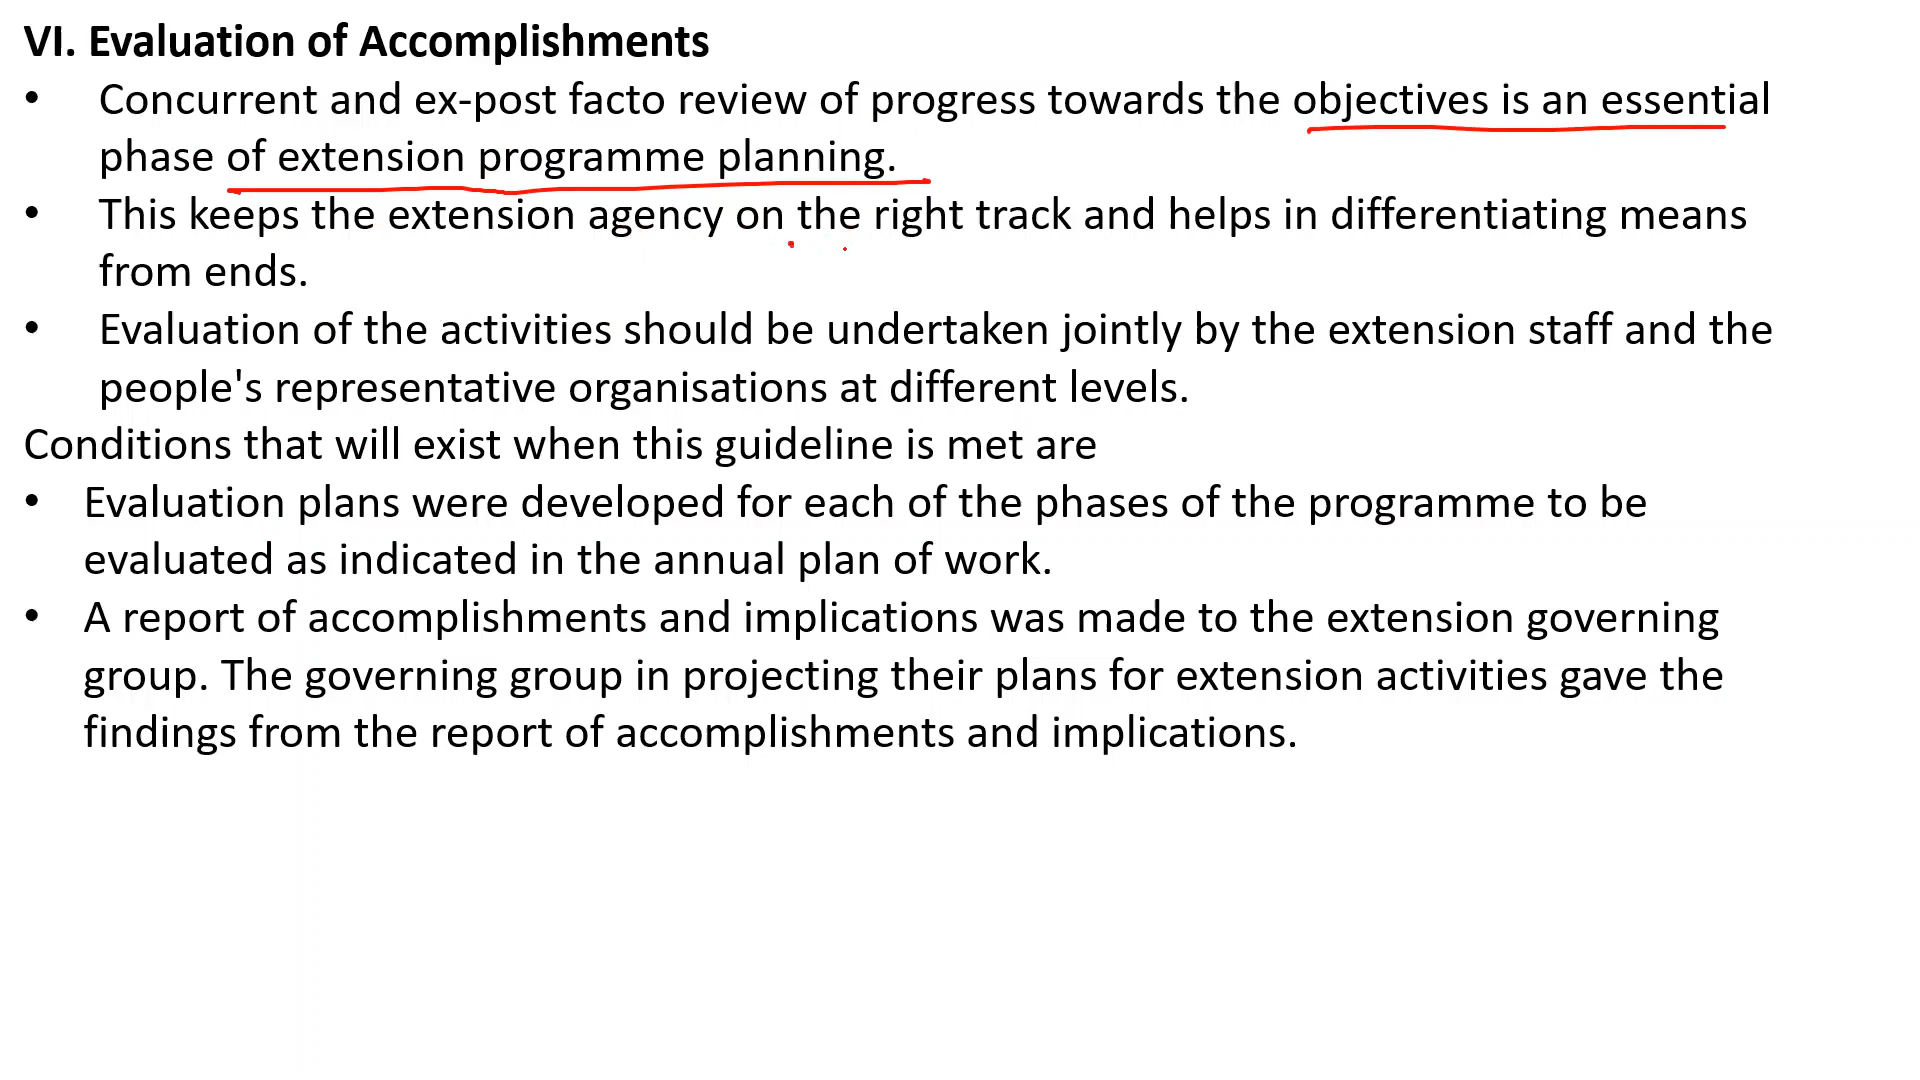 VI. Evaluation of Accomplishments
• Concurrent and ex-post facto review of progress towards the objectives is an essential
phase of extension programme planning.
• This keeps the extension agency on the right track and helps in differentiating means
from ends.
• Evaluation of the activities should be undertaken jointly by the extension staff and the
people's representative organisations at different levels.
Conditions that will exist when this guideline is met are
• Evaluation plans were developed for each of the phases of the programme to be
evaluated as indicated in the annual plan of work.
• A report of accomplishments and implications was made to the extension governing
group. The governing group in projecting their plans for extension activities gave the
findings from the report of accomplishments and implications.